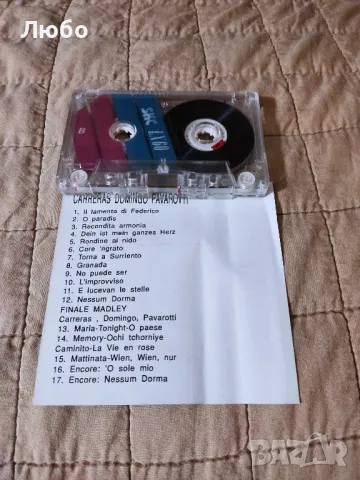 Любо
B
SKC LX60
CARRERAS DOMINGO PAVAROTTI
1. Il lamento di Federico
2. O paradis
3. Recondita armonia
4. Dein ist mein ganzes Herz
5. Rondine al nido
6. Core 'ngrato
7. Torna a Surriento
8. Granada
9. No puede ser
10. L'improvviso
11. E lucevan le stelle
12. Nessum Dorma
FINALE MADLEY
Carreras , Domingo, Pavarotti
13. Maria-Tonight-O paese
14. Memory-Ochi tchorniye
Caminito-La Vie en rose
15. Mattinata-Wien, Wien, nur
16. Encore: 'O sole mio
17. Encore: Nessum Dorma
BAZAR